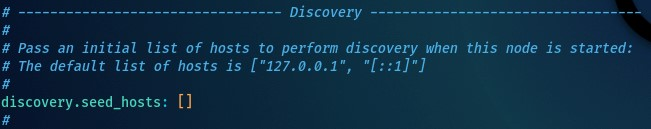 # --------------------------------- Discovery ----------------------------------
#
# Pass an initial list of hosts to perform discovery when this node is started:
# The default list of hosts is ["127.0.0.1", "[::1]"]
#
discovery.seed_hosts: []
#